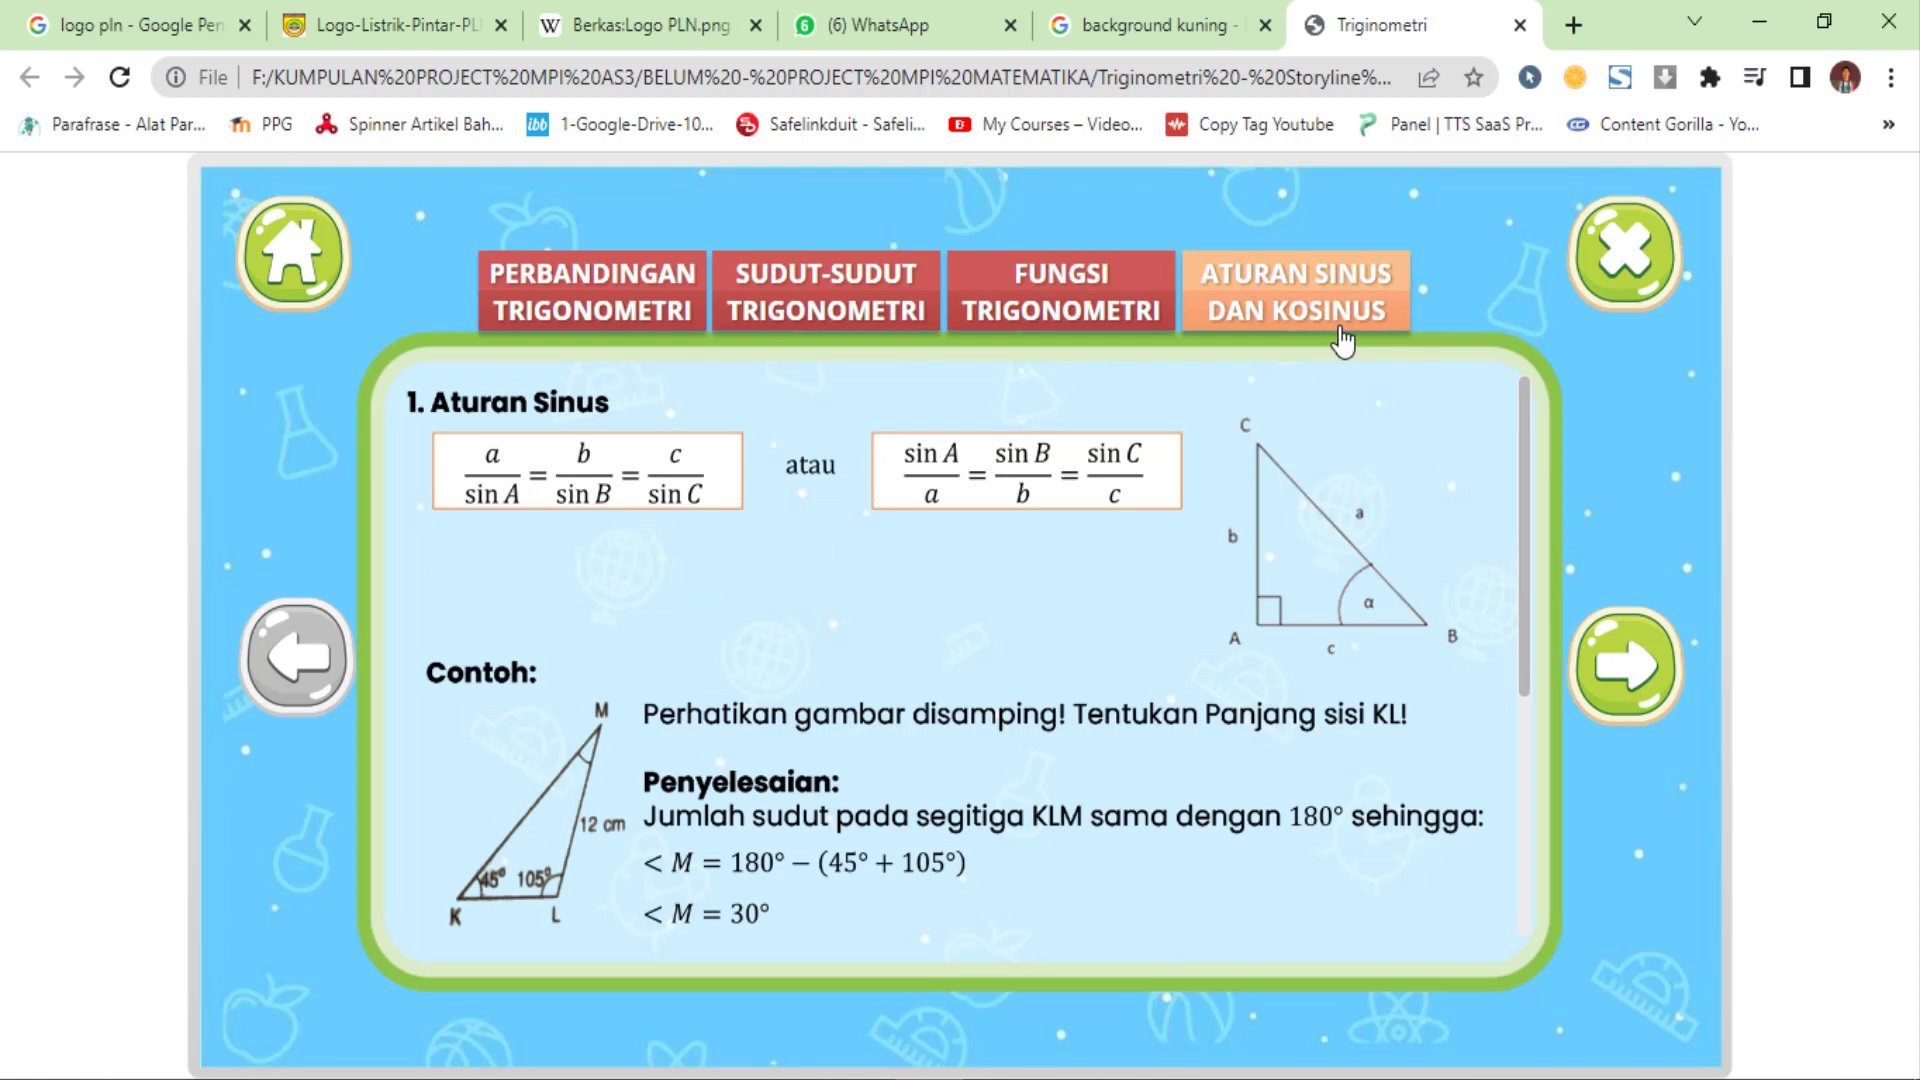 logo pln - Google Pen
Logo-Listrik-Pintar-PL
Berkas:Logo PLN.png
(6) WhatsApp
background kuning -
Triginometri
File
F:/KUMPULAN%20PROJECT%20MPI%20AS3/BELUM%20-%20PROJECT%20MPI%20MATEMATIKA/Triginometri%20-%20Storyline%...
Parafrase - Alat Par...
PPG
Spinner Artikel Bah...
ibb
1-Google-Drive-10...
Safelinkduit - Safeli...
My Courses – Video...
Copy Tag Youtube
Panel | TTS SaaS Pr...
Content Gorilla - Yo...
»
PERBANDINGAN
TRIGONOMETRI
SUDUT-SUDUT
TRIGONOMETRI
FUNGSI
TRIGONOMETRI
ATURAN SINUS
DAN KOSINUS
1. Aturan Sinus
a/sin A = b/sin B = c/sin C
atau
sin A/a = sin B/b = sin C/c
C
a
b
α
A
c
B
Contoh:
M
12 cm
45° 105°
K
L
Perhatikan gambar disamping! Tentukan Panjang sisi KL!
Penyelesaian:
Jumlah sudut pada segitiga KLM sama dengan 180° sehingga:
< M = 180° − (45° + 105°)
< M = 30°